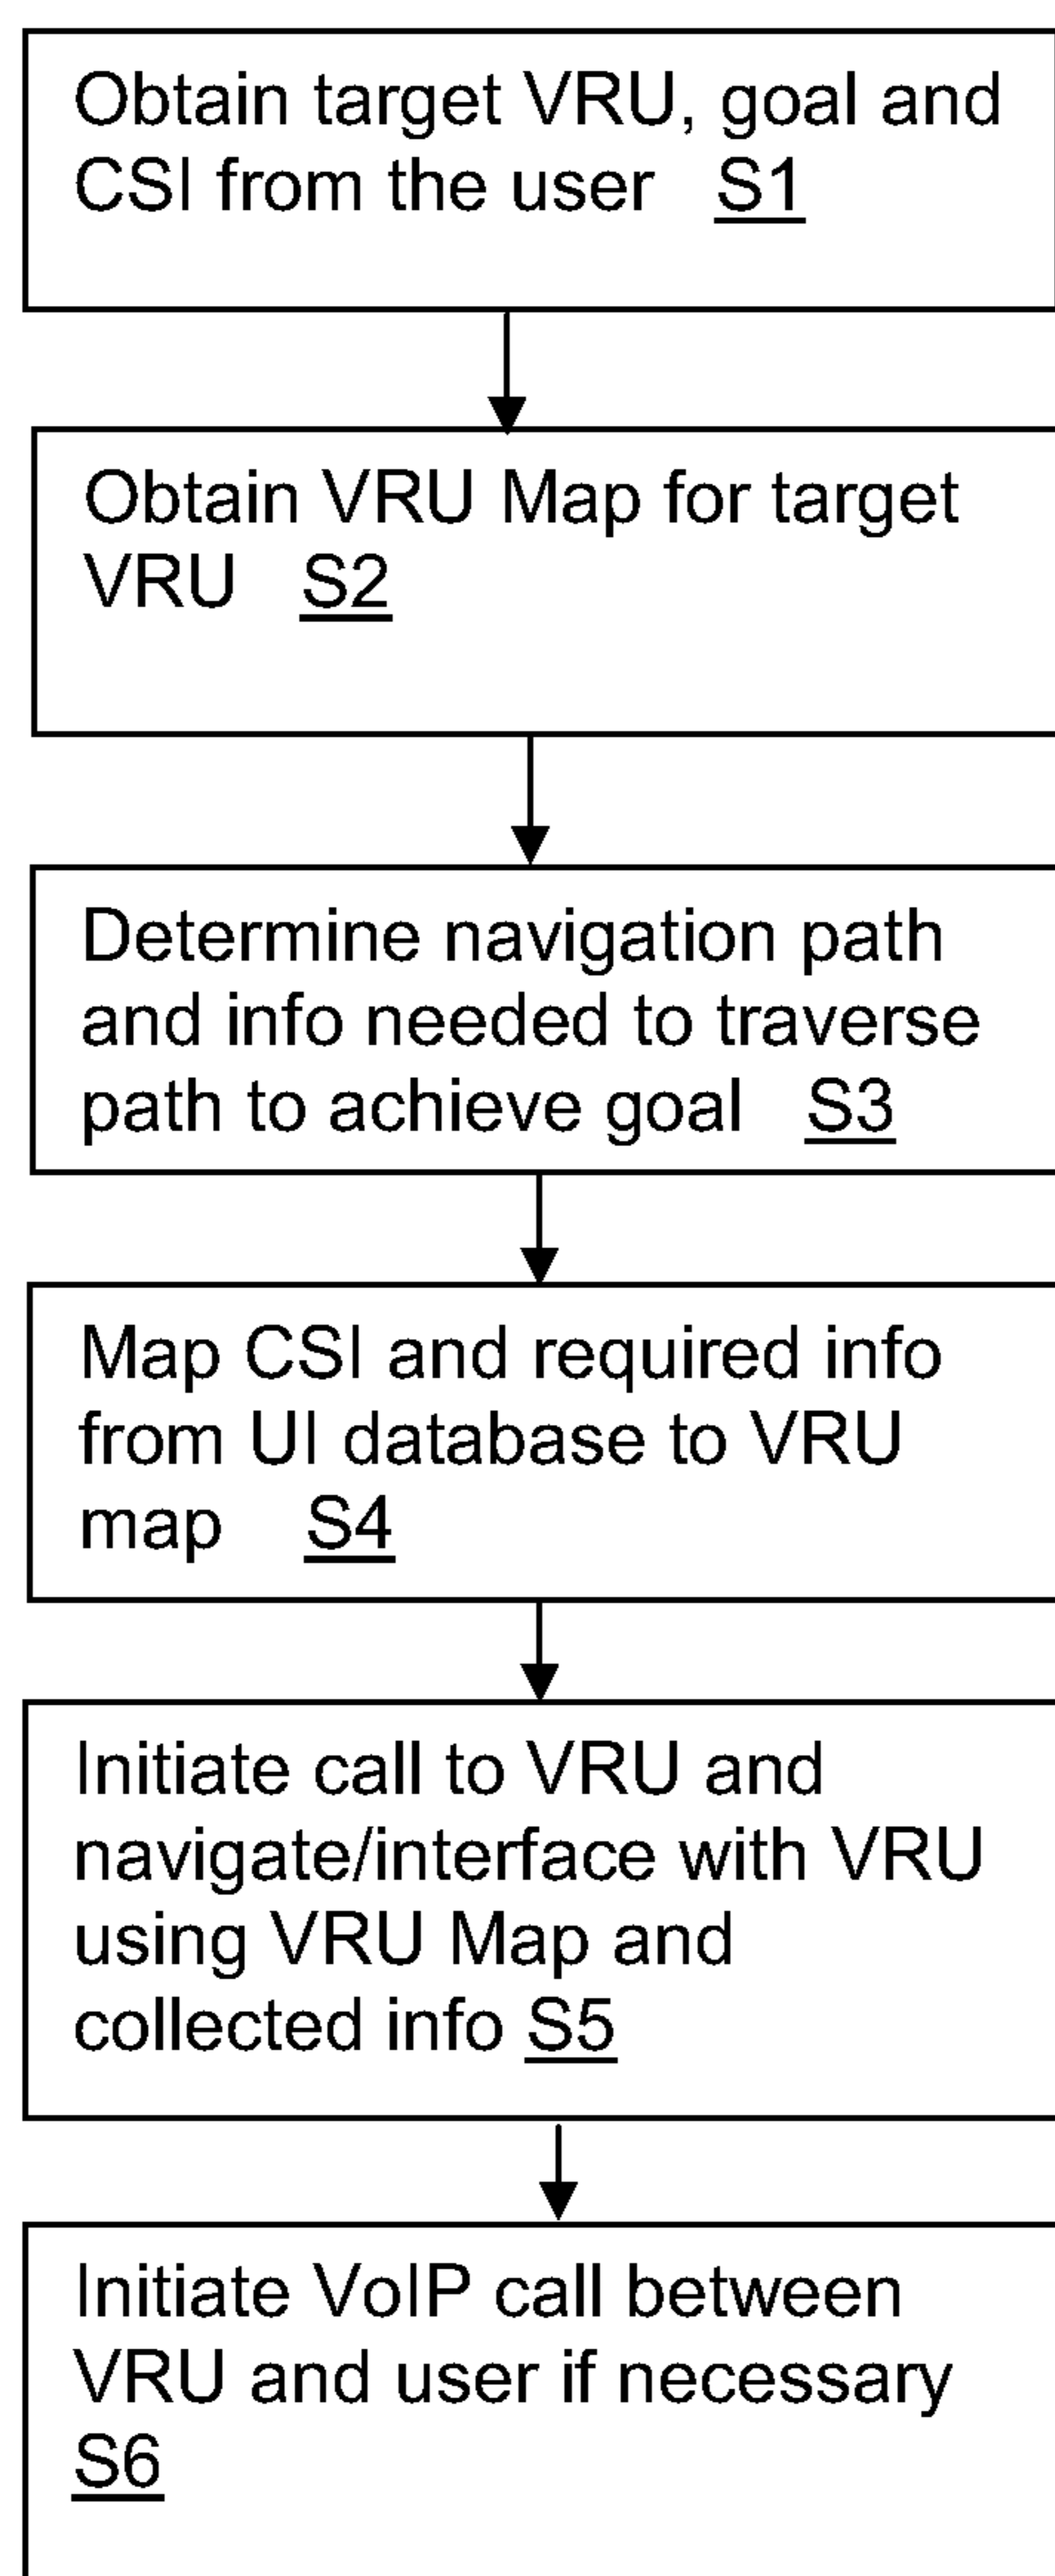 Obtain target VRU, goal and
CSI from the user S1
Obtain VRU Map for target
VRU S2
Determine navigation path
and info needed to traverse
path to achieve goal S3
Map CSI and required info
from UI database to VRU
map S4
Initiate call to VRU and
navigate/interface with VRU
using VRU Map and
collected info S5
Initiate VoIP call between
VRU and user if necessary
S6